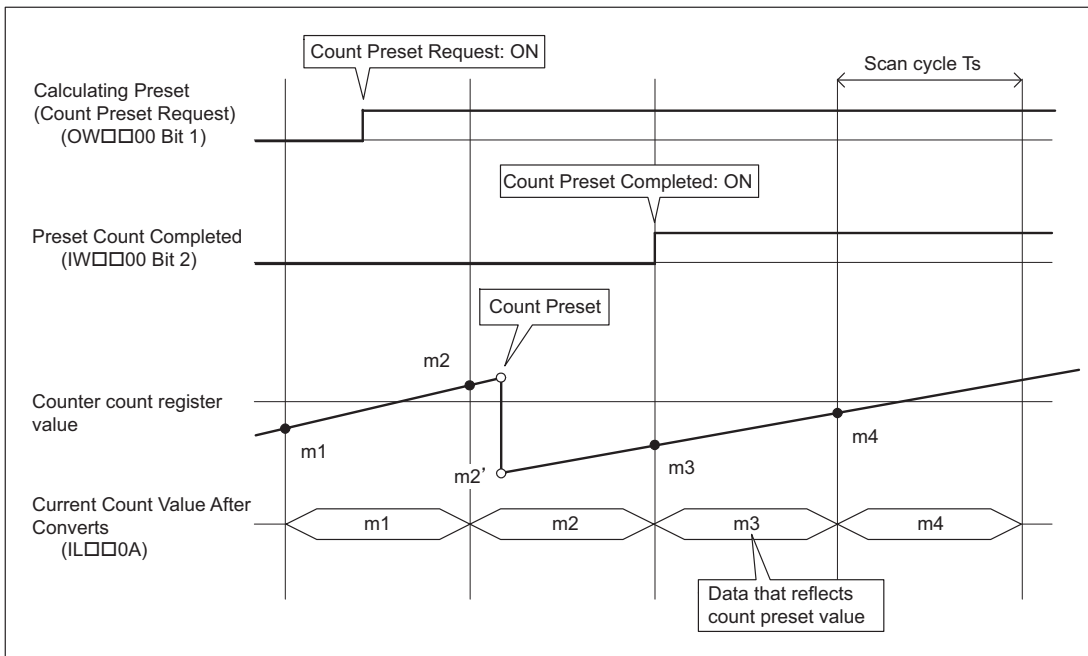 Count Preset Request: ON
Scan cycle Ts
Calculating Preset
(Count Preset Request)
(OW□□00 Bit 1)
Count Preset Completed: ON
Preset Count Completed
(IW□□00 Bit 2)
Count Preset
m2
Counter count register
value
m1
m2’
m3
m4
Current Count Value After
Converts
(IL□□0A)
m1
m2
m3
m4
Data that reflects
count preset value